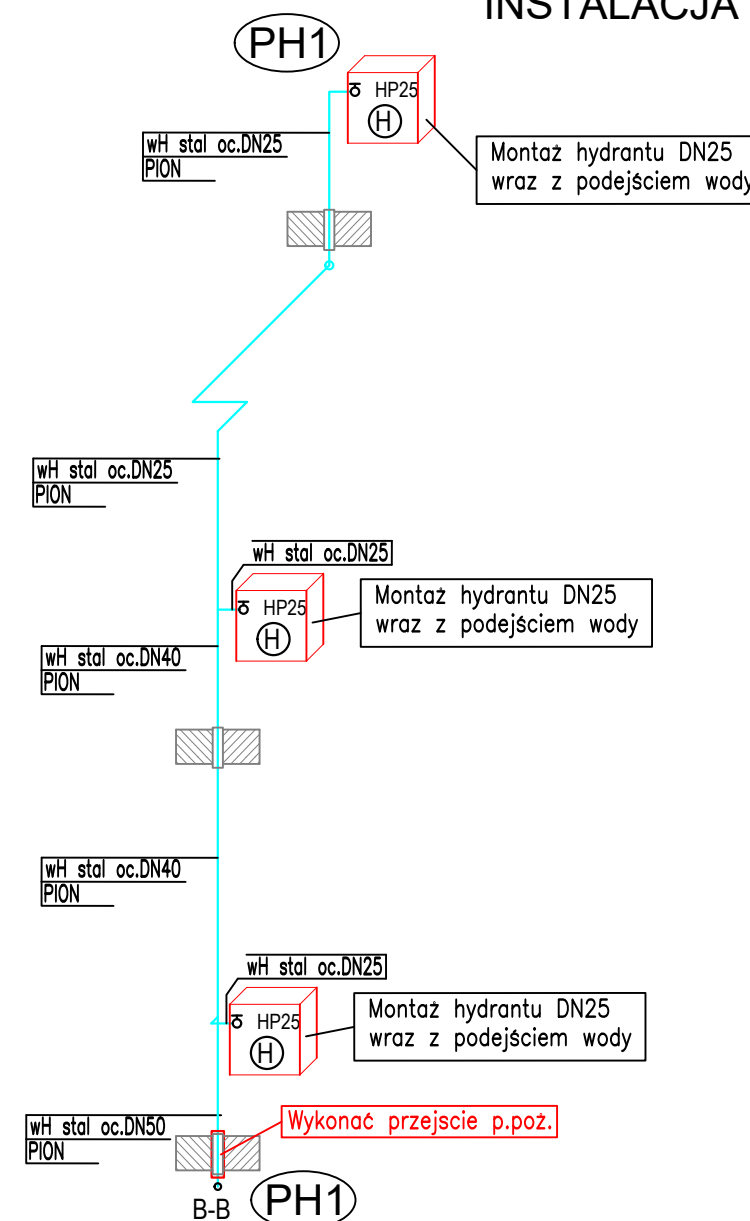 INSTALACJA
PH1
HP25
H
wH stal oc.DN25
PION
Montaż hydrantu DN25
wraz z podejściem wody
wH stal oc.DN25
PION
wH stal oc.DN25
HP25
H
Montaż hydrantu DN25
wraz z podejściem wody
wH stal oc.DN40
PION
wH stal oc.DN40
PION
wH stal oc.DN25
HP25
H
Montaż hydrantu DN25
wraz z podejściem wody
wH stal oc.DN50
PION
Wykonać przejscie p.poż.
B-B
PH1